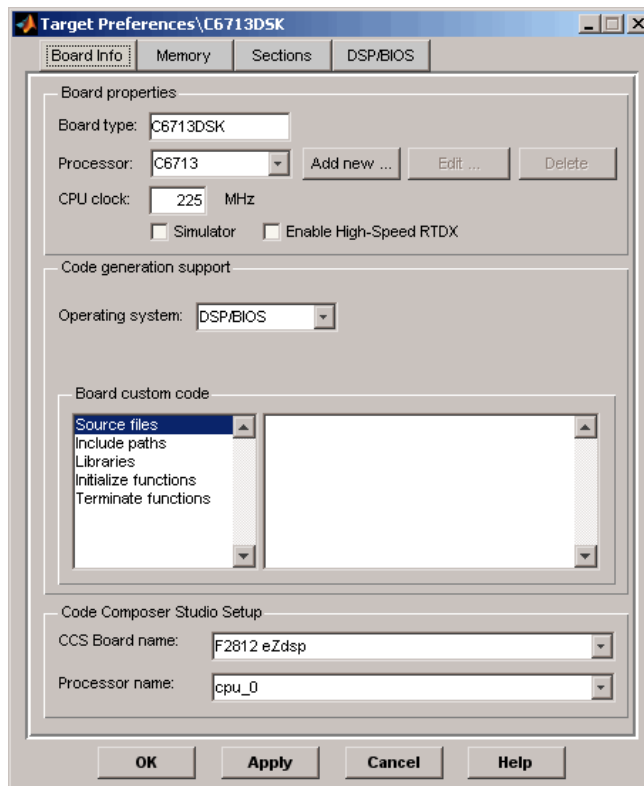 Target Preferences\C6713DSK
Board Info Memory Sections DSP/BIOS
Board properties
Board type: C6713DSK
Processor: C6713 Add new ... Edit ... Delete
CPU clock: 225 MHz
Simulator Enable High-Speed RTDX
Code generation support
Operating system: DSP/BIOS
Board custom code
Source files
Include paths
Libraries
Initialize functions
Terminate functions
Code Composer Studio Setup
CCS Board name: F2812 eZdsp
Processor name: cpu_0
OK Apply Cancel Help